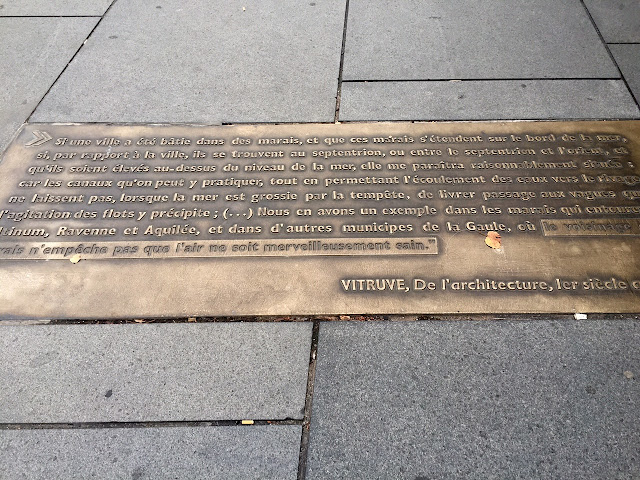 Si une ville a été bâtie dans des marais, et que ces marais s'étendent sur le bord de la mer,
si, par rapport à la ville, ils se trouvent au septentrion, ou entre le septentrion et l'orient, et
qu'ils soient élevés au-dessus du niveau de la mer, elle me paraîtra raisonnablement située :
car les canaux qu'on peut y pratiquer, tout en permettant l'écoulement des eaux vers le rivage,
ne laissent pas, lorsque la mer est grossie par la tempête, de livrer passage aux vagues que
l'agitation des flots y précipite ; (...) Nous en avons un exemple dans les marais qui entourent
ltinum, Ravenne et Aquilée, et dans d'autres municipes de la Gaule, où le voisinage
rais n'empêche pas que l'air ne soit merveilleusement sain."
VITRUVE, De l'architecture, Ier siècle